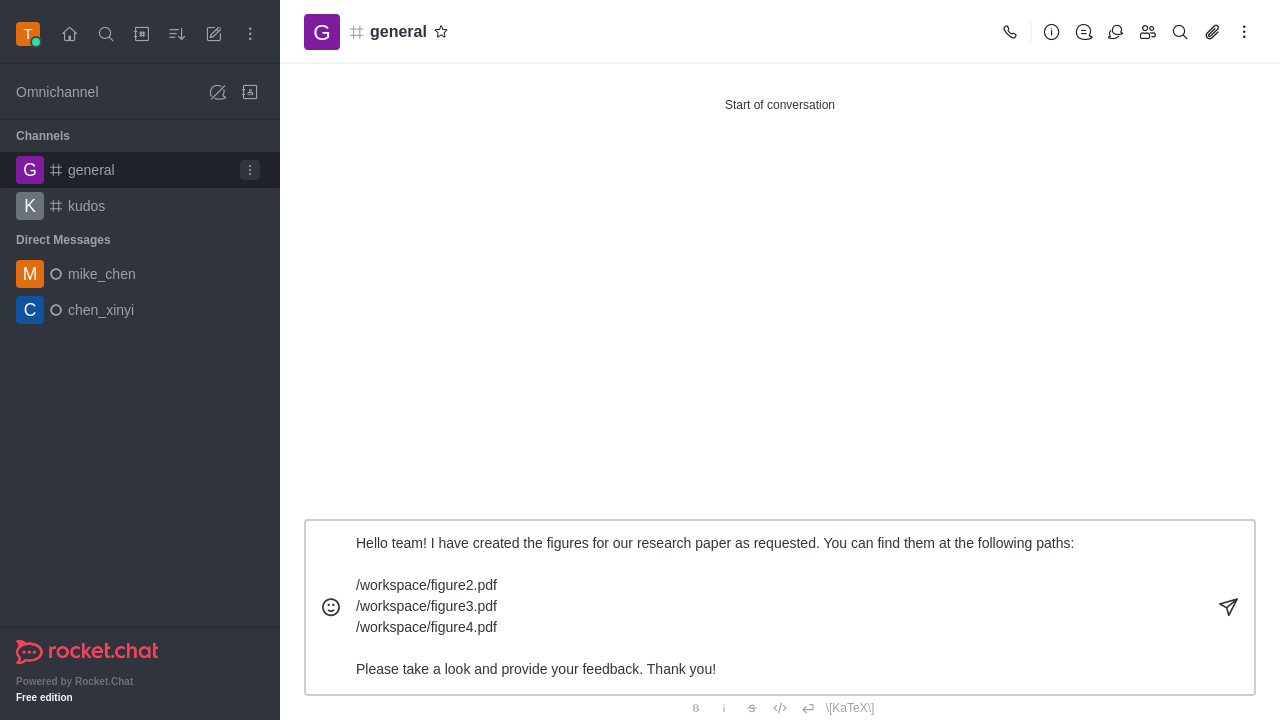 T
Omnichannel
Channels
G general
K kudos
Direct Messages
M mike_chen
C chen_xinyi
rocket.chat
Powered by Rocket.Chat
Free edition
G general
Start of conversation
Hello team! I have created the figures for our research paper as requested. You can find them at the following paths:
/workspace/figure2.pdf
/workspace/figure3.pdf
/workspace/figure4.pdf
Please take a look and provide your feedback. Thank you!
B i S \[KaTeX\]